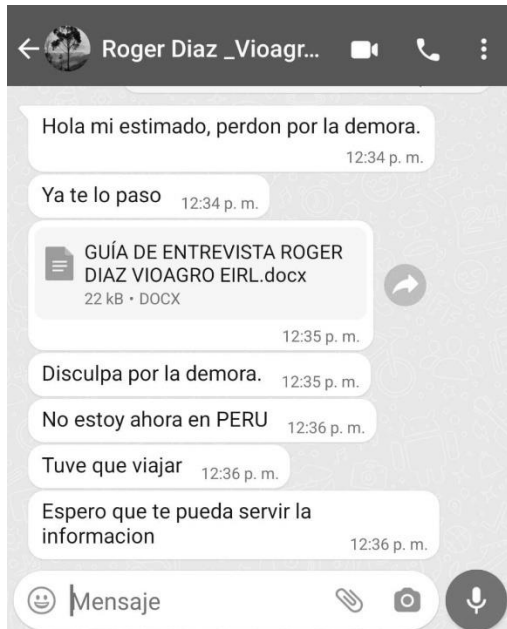 Roger Diaz _Vioagr...
Hola mi estimado, perdon por la demora.
12:34 p. m.
Ya te lo paso 12:34 p. m.
GUÍA DE ENTREVISTA ROGER
DIAZ VIOAGRO EIRL.docx
22 kB • DOCX
12:35 p. m.
Disculpa por la demora. 12:35 p. m.
No estoy ahora en PERU 12:36 p. m.
Tuve que viajar 12:36 p. m.
Espero que te pueda servir la
informacion 12:36 p. m.
Mensaje